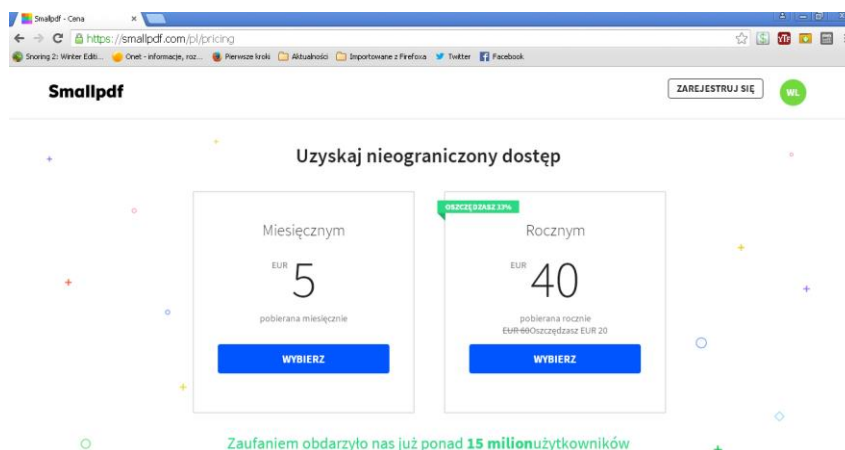 Smallpdf - Cena
https://smallpdf.com/pl/pricing
Snoring 2: Winter Editi... Onet - informacje, roz... Pierwsze kroki Aktualności Importowane z Firefoxa Twitter Facebook
Smallpdf
ZAREJESTRUJ SIĘ
WL
Uzyskaj nieograniczony dostęp
Miesięcznym
EUR 5
pobierana miesięcznie
WYBIERZ
OSZCZĘDZASZ 33%
Rocznym
EUR 40
pobierana rocznie
EUR 60Oszczędzasz EUR 20
WYBIERZ
Zaufaniem obdarzyło nas już ponad 15 milionużytkowników